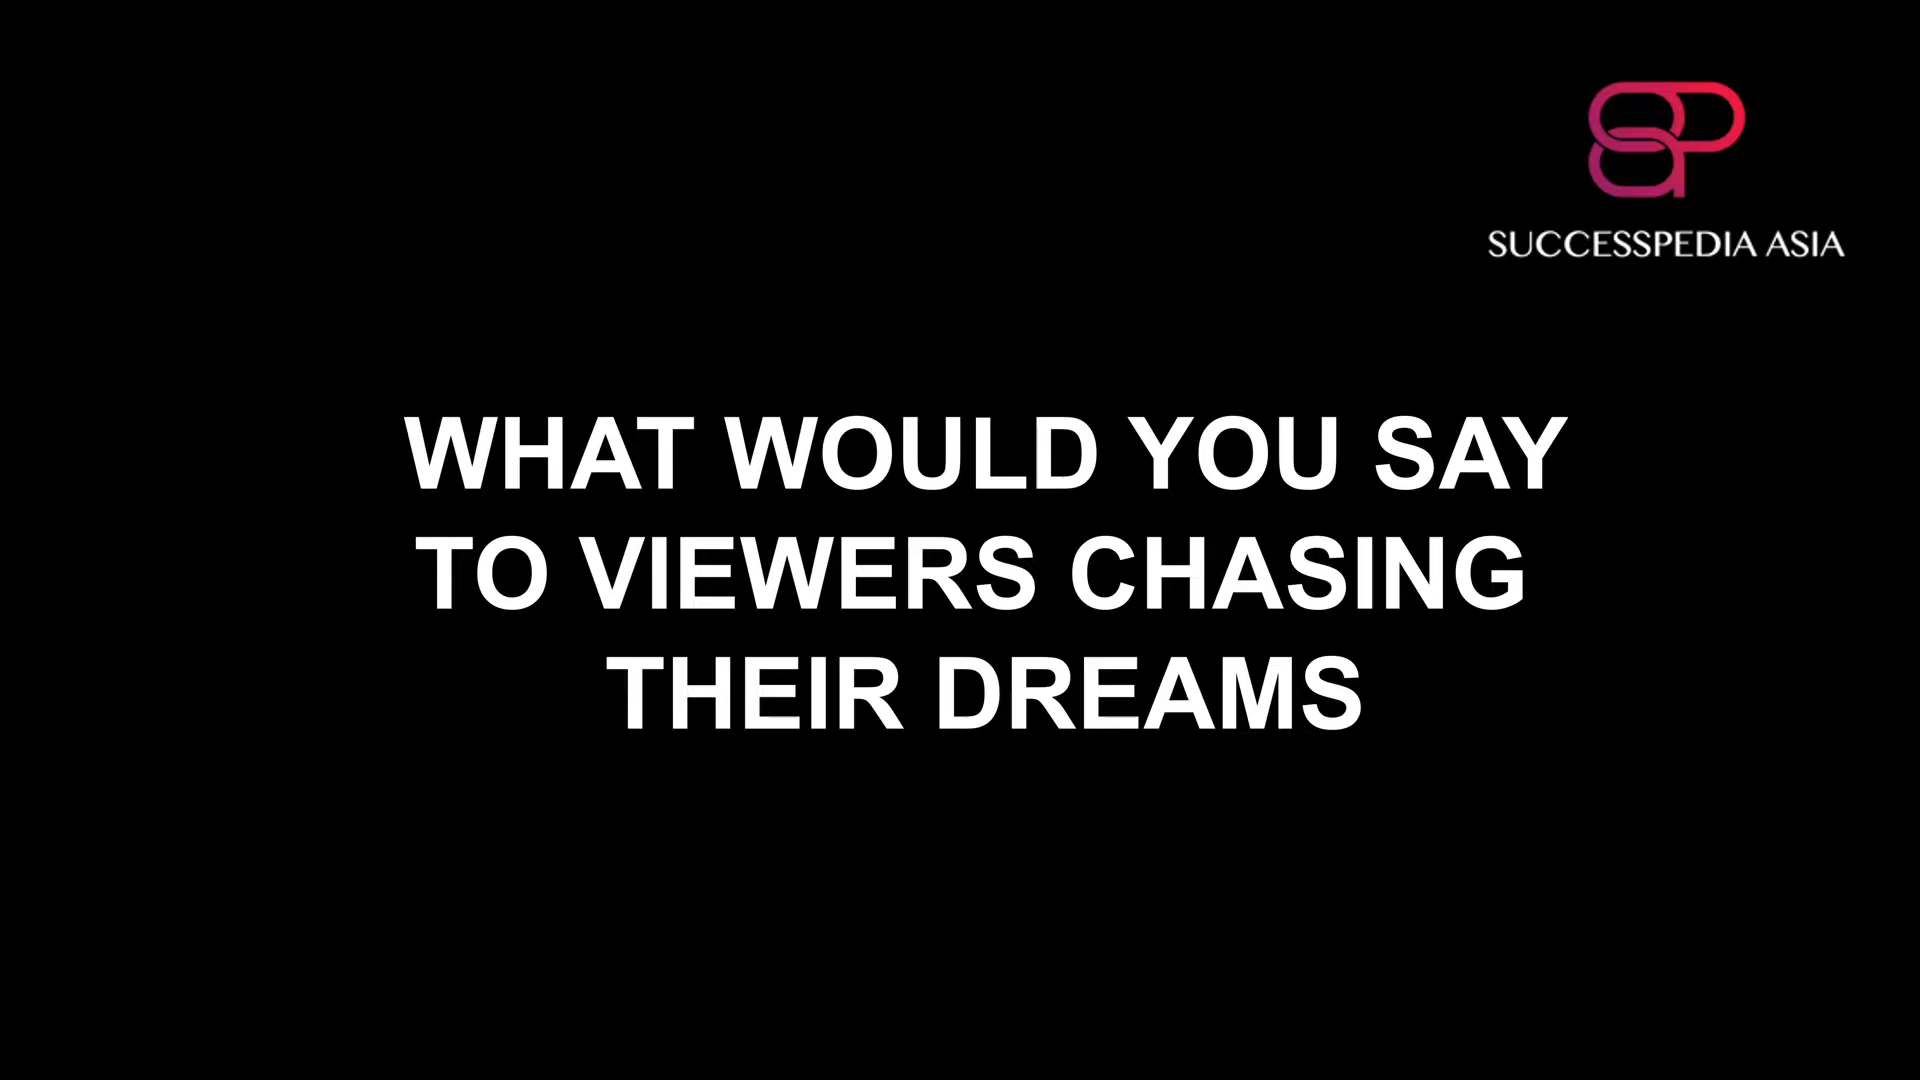 SUCCESSPEDIA ASIA
WHAT WOULD YOU SAY
TO VIEWERS CHASING
THEIR DREAMS